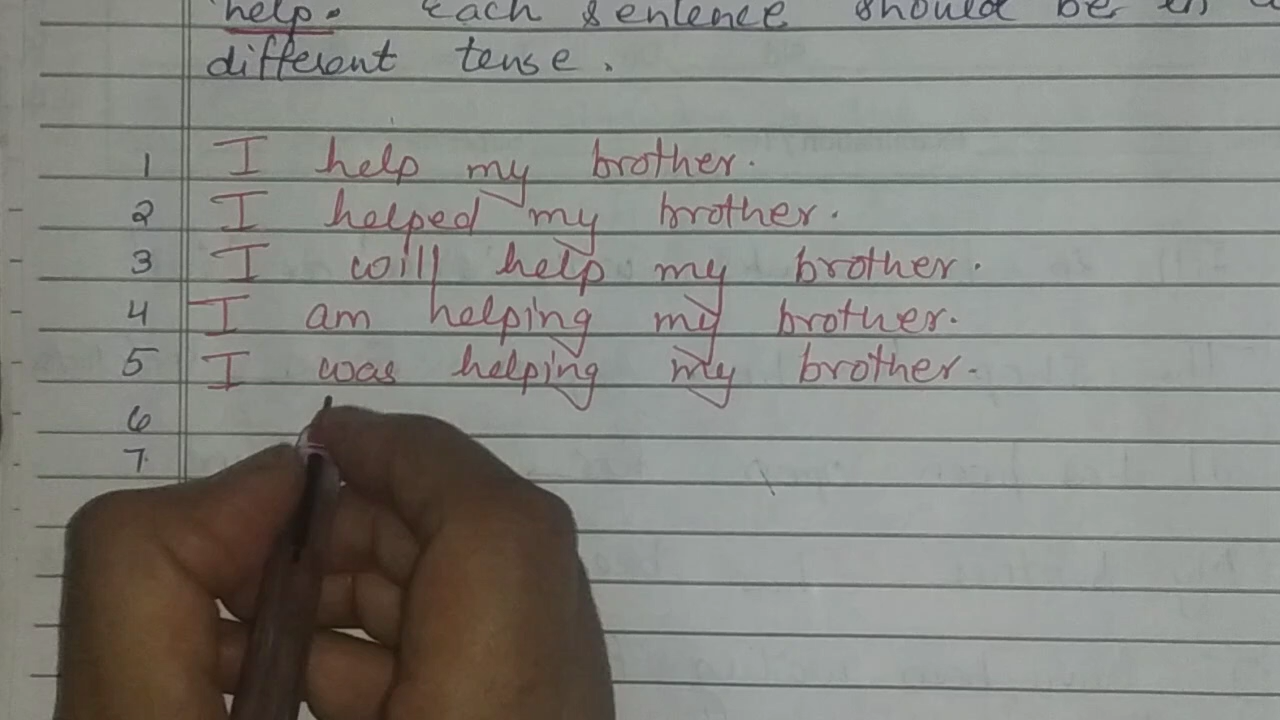 help. Each sentence should be in a
different tense.
1 I help my brother.
2 I helped my brother.
3 I will help my brother.
4 I am helping my brother.
5 I was helping my brother.
6
7.